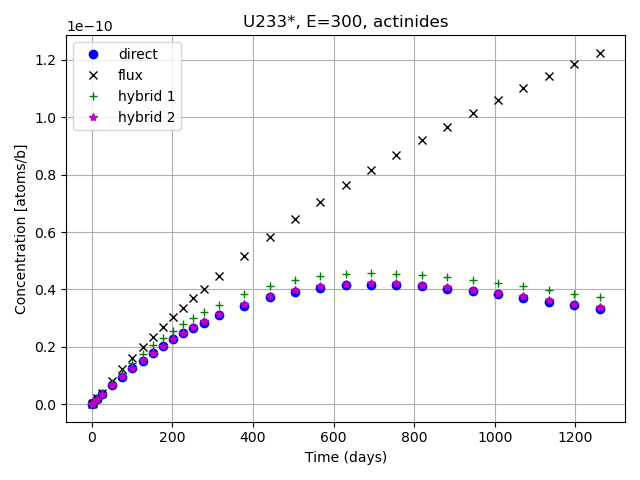 U233*, E=300, actinides
1e−10
direct
flux
hybrid 1
hybrid 2
1.2
1.0
0.8
0.6
0.4
0.2
0.0
Concentration [atoms/b]
0 200 400 600 800 1000 1200
Time (days)